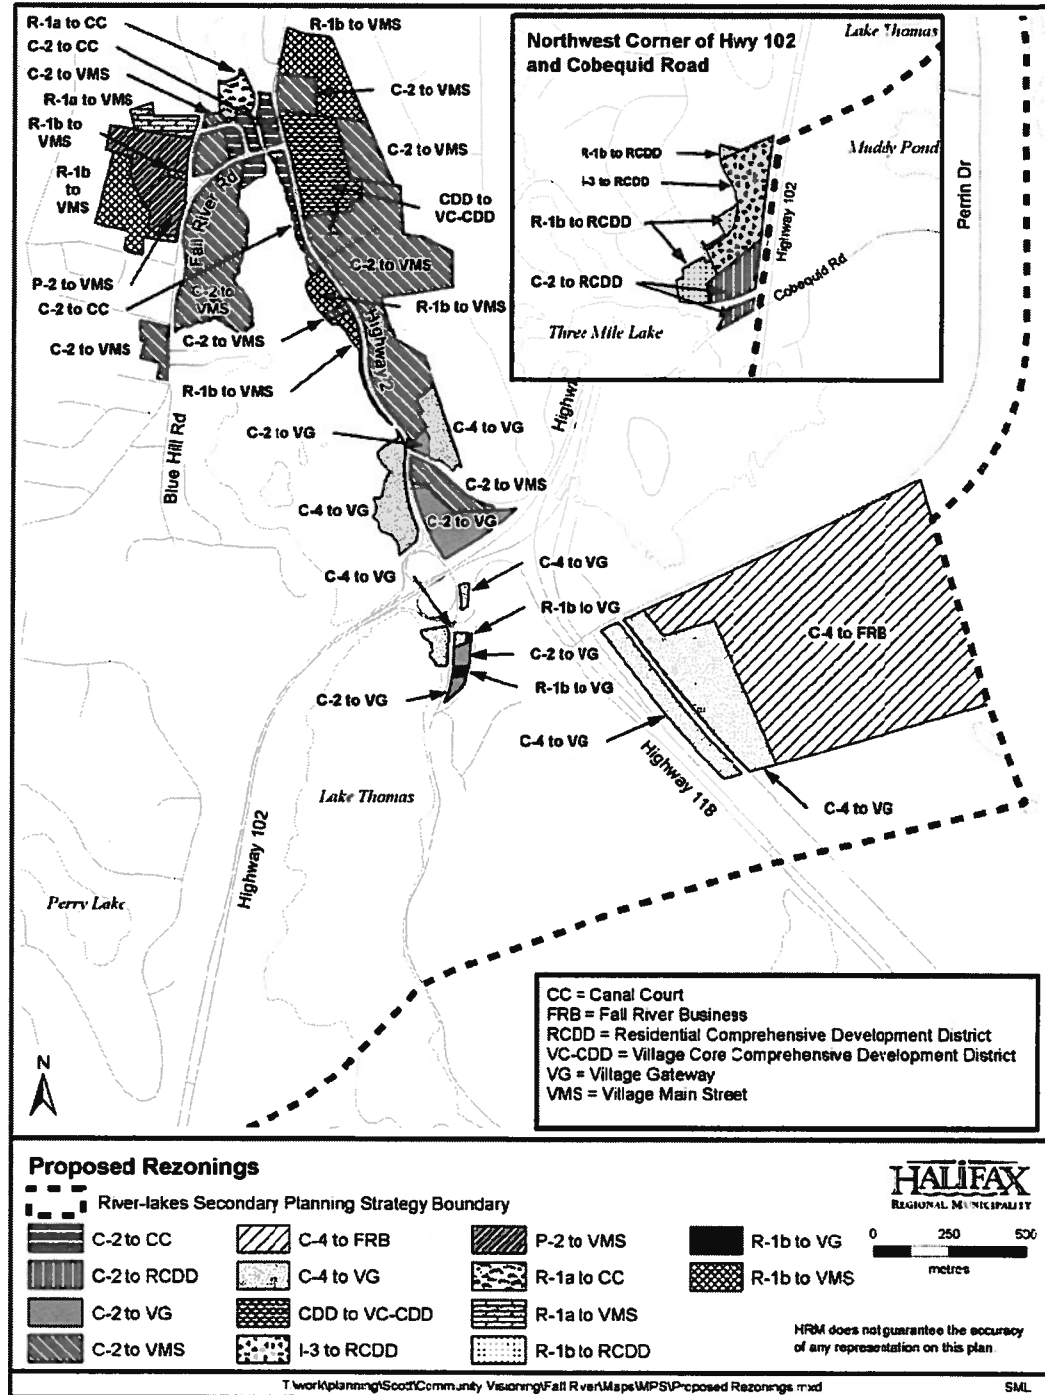 R-1a to CC
C-2 to CC
C-2 to VMS
R-1a to VMS
R-1b to
VMS
R-1b
to
VMS
P-2 to VMS
C-2 to CC
C-2 to VMS
R-1b to VMS
C-2 to VMS
C-2 to VMS
CDD to
VC-CDD
C-2 to VMS
R-1b to VMS
Fall River Rd
C-2 to
VMS
C-2 to VMS
R-1b to VMS
Highway 2
Blue Hill Rd
C-2 to VG
C-4 to VG
C-2 to VMS
C-4 to VG
C-2 to VG
C-4 to VG
C-4 to VG
R-1b to VG
C-2 to VG
R-1b to VG
C-2 to VG
C-4 to VG
C-4 to FRB
C-4 to VG
Highway 118
Highway 102
Lake Thomas
Perry Lake
Perrin Dr
Northwest Corner of Hwy 102
and Cobequid Road
Lake Thomas
Muddy Pond
R-1b to RCDD
I-3 to RCDD
R-1b to RCDD
C-2 to RCDD
Highway 102
Cobequid Rd
Three Mile Lake
N
CC = Canal Court
FRB = Fall River Business
RCDD = Residential Comprehensive Development District
VC-CDD = Village Core Comprehensive Development District
VG = Village Gateway
VMS = Village Main Street
Proposed Rezonings
River-lakes Secondary Planning Strategy Boundary
C-2 to CC
C-2 to RCDD
C-2 to VG
C-2 to VMS
C-4 to FRB
C-4 to VG
CDD to VC-CDD
I-3 to RCDD
P-2 to VMS
R-1a to CC
R-1a to VMS
R-1b to RCDD
R-1b to VG
R-1b to VMS
HALIFAX
REGIONAL MUNICIPALITY
0 250 500
metres
HRM does not guarantee the accuracy
of any representation on this plan
T:\work\planning\Scott\Community Visioning\Fall River\Maps\MPS\Proposed Rezonings mxd
SML